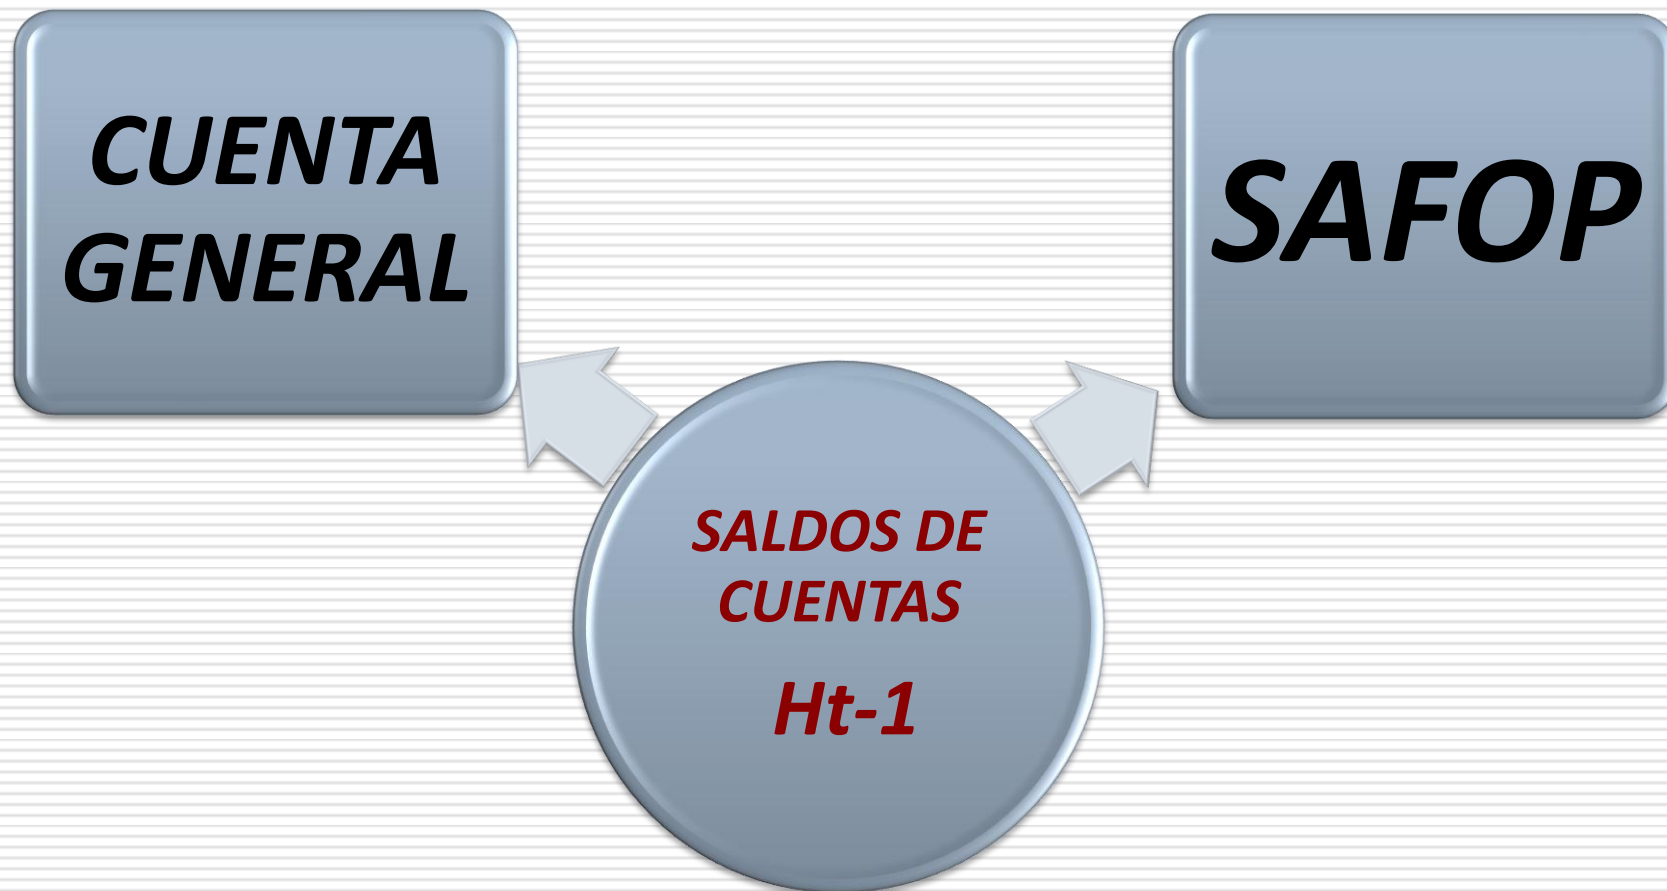 CUENTA
GENERAL
SAFOP
SALDOS DE
CUENTAS
Ht-1